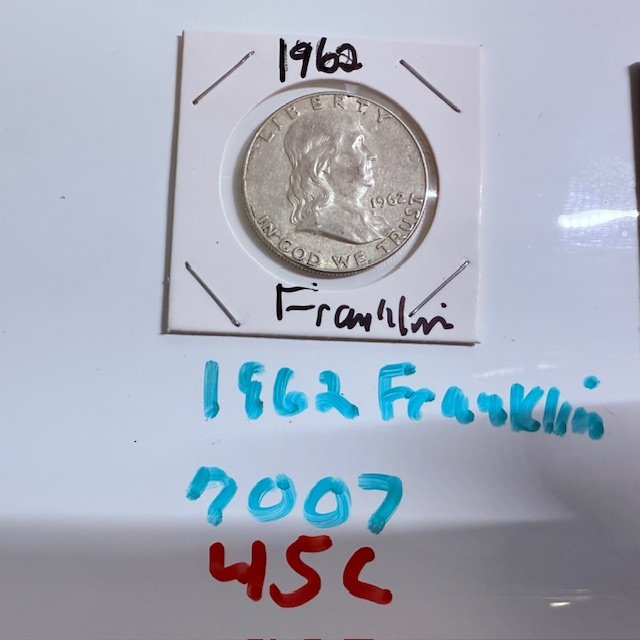 1962
LIBERTY
1962
IN GOD WE TRUST
Franklin
1962 Franklin
7007
45C